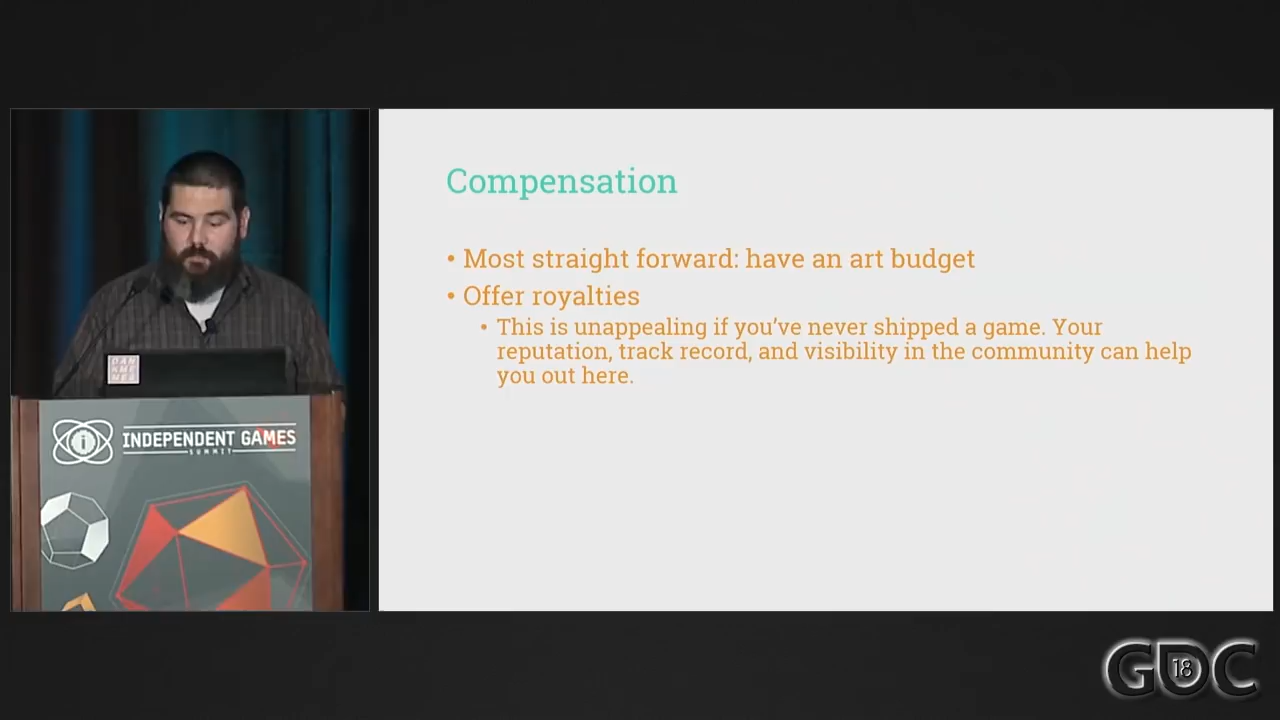 Compensation
• Most straight forward: have an art budget
• Offer royalties
• This is unappealing if you've never shipped a game. Your
reputation, track record, and visibility in the community can help
you out here.
INDEPENDENT GAMES
SUMMIT
GDC
18